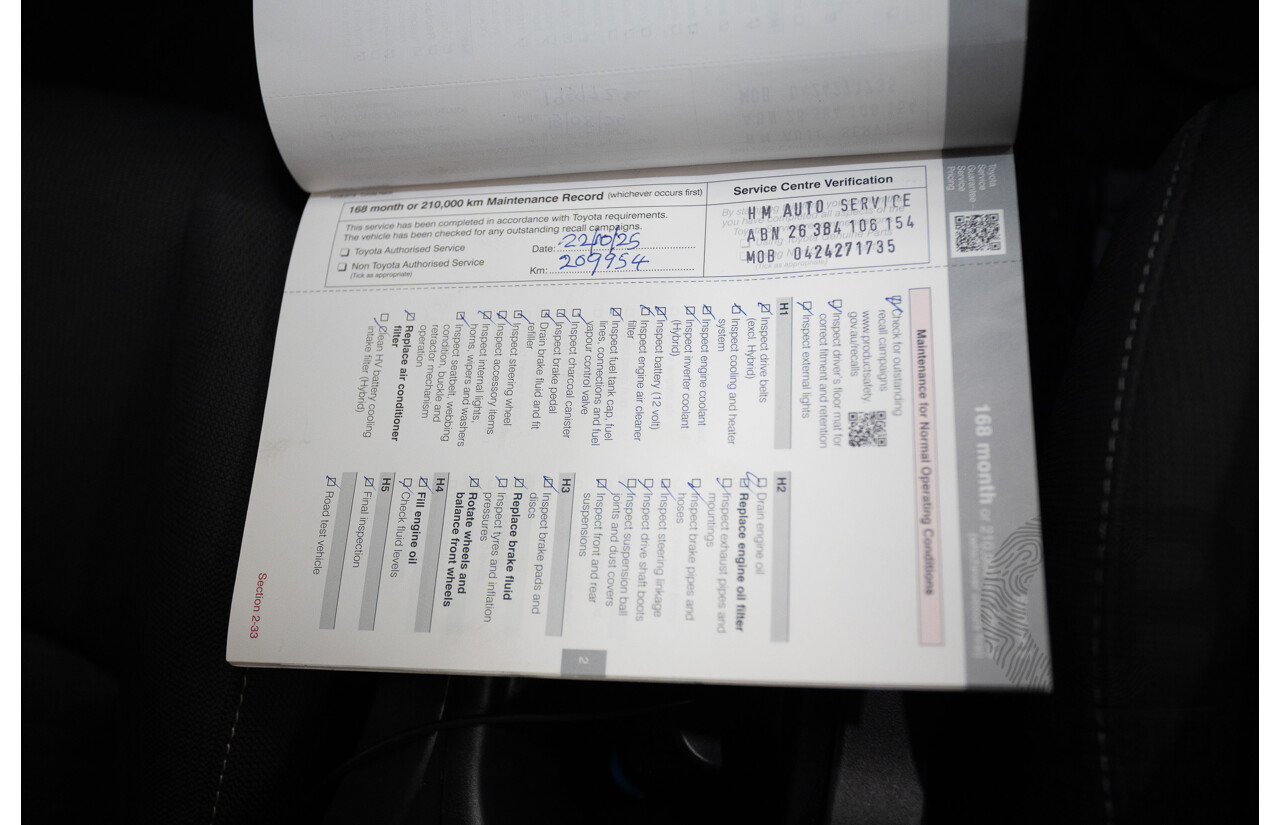 168 month or 210,000 km Maintenance Record (whichever occurs first)
This service has been completed in accordance with Toyota requirements.
The vehicle has been checked for any outstanding recall campaigns.
Toyota Authorised Service
Non Toyota Authorised Service
(Tick as appropriate)
Date: 22/10/25
Km: 209954
Service Centre Verification
HM AUTO SERVICE
ABN 26 384 108 154
MOB 0424271735
Toyota
Service
Guarantee
Service
Pricing
168 month or 210,000 km
Maintenance for Normal Operating Conditions
Check for outstanding
recall campaigns
www.productsafety.
gov.au/recalls
Inspect driver's floor mat for
correct fitment and retention
Inspect external lights
H1
Inspect drive belts
(excl. Hybrid)
Inspect cooling and heater
system
Inspect engine coolant
Inspect inverter coolant
(Hybrid)
Inspect battery (12 volt)
Inspect engine air cleaner
filter
Inspect fuel tank cap, fuel
lines, connections and fuel
vapour control valve
Inspect charcoal canister
Inspect brake pedal
Drain brake fluid and fit
refiller
Inspect steering wheel
Inspect accessory items
Inspect internal lights,
horns, wipers and washers
Inspect seatbelt, webbing
condition, buckle and
retractor mechanism
operation
Replace air conditioner
filter
Clean HV battery cooling
intake filter (Hybrid)
H2
Drain engine oil
Replace engine oil filter
Inspect exhaust pipes and
mountings
Inspect brake pipes and
hoses
Inspect steering linkage
Inspect drive shaft boots
Inspect suspension ball
joints and dust covers
Inspect front and rear
suspensions
H3
Inspect brake pads and
discs
Replace brake fluid
Inspect tyres and inflation
pressures
Rotate wheels and
balance front wheels
H4
Fill engine oil
Check fluid levels
H5
Final inspection
Road test vehicle
2
Section 2-33